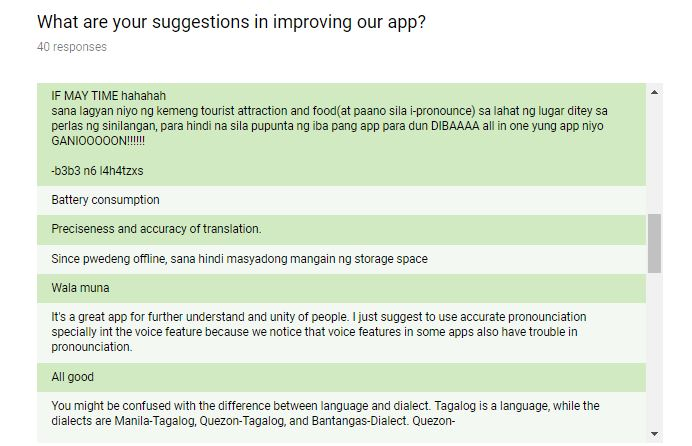 What are your suggestions in improving our app?
40 responses
IF MAY TIME hahahah
sana lagyan niyo ng kemeng tourist attraction and food(at paano sila i-pronounce) sa lahat ng lugar ditey sa
perlas ng sinilangan, para hindi na sila pupunta ng iba pang app para dun DIBAAAA all in one yung app niyo
GANIOOOOON!!!!!!
-b3b3 n6 l4h4tzxs
Battery consumption
Preciseness and accuracy of translation.
Since pwedeng offline, sana hindi masyadong mangain ng storage space
Wala muna
It's a great app for further understand and unity of people. I just suggest to use accurate pronounciation
specially int the voice feature because we notice that voice features in some apps also have trouble in
pronounciation.
All good
You might be confused with the difference between language and dialect. Tagalog is a language, while the
dialects are Manila-Tagalog, Quezon-Tagalog, and Bantangas-Dialect. Quezon-